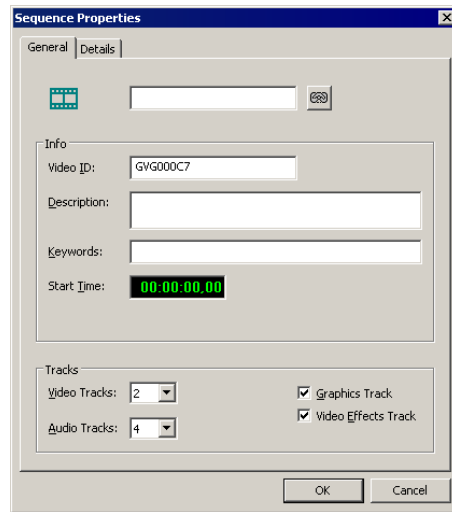 Sequence Properties
General Details
Info
Video ID: GVG000C7
Description:
Keywords:
Start Time: 00:00:00,00
Tracks
Video Tracks: 2 Graphics Track
Video Effects Track
Audio Tracks: 4
OK Cancel